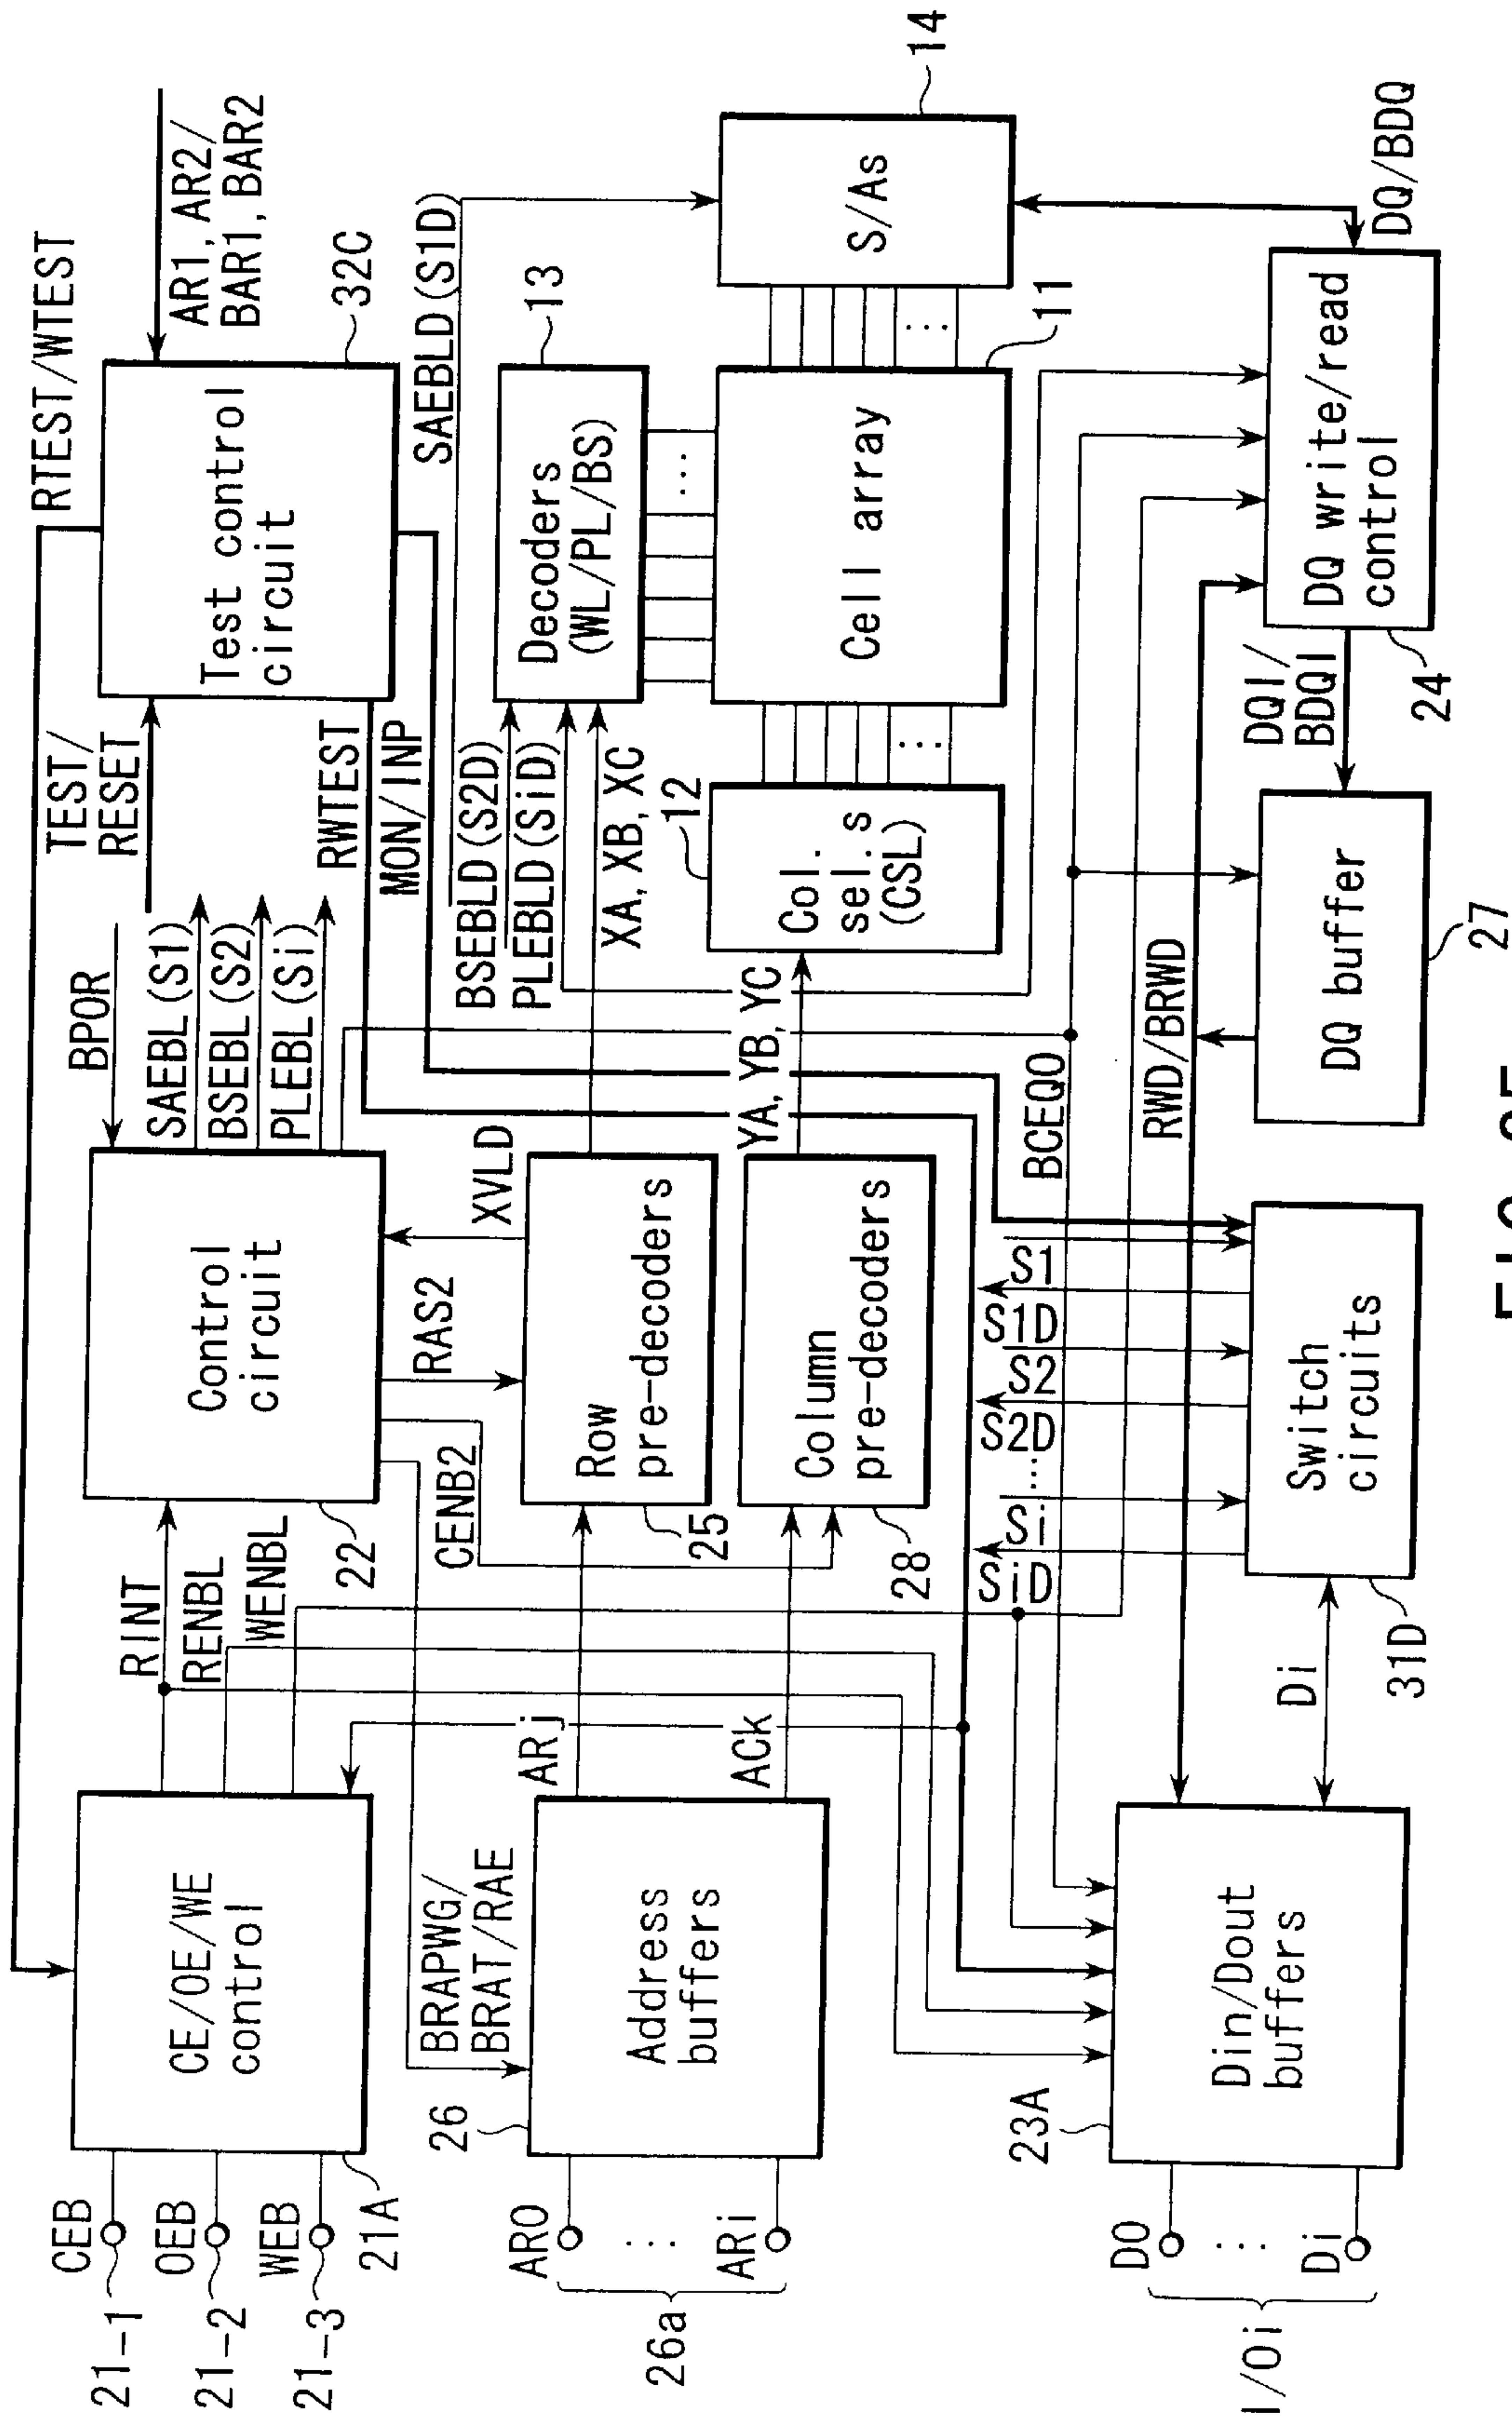 RTEST/WTEST
CEB
21-1
OEB
21-2
WEB
21-3
21A
CE/OE/WE
control
RINT
RENBL
WENBL
Control
circuit
22
BPOR
SAEBL(S1)
BSEBL(S2)
PLEBL(Si)
TEST/
RESET
RWTEST
MON/INP
Test control
circuit
32C
AR1, AR2/
BAR1, BAR2
SAEBLD(S1D)
RAS2
XVLD
CENB2
BRAPWG/
BRAT/RAE
26
AR0
⋮
ARi
26a
Address
buffers
ARj
ACk
Row
pre-decoders
25
Column
pre-decoders
28
BSEBLD(S2D)
PLEBLD(SiD)
XA, XB, XC
YA, YB, YC
Decoders
(WL/PL/BS)
13
...
12
Col.
sel.s
(CSL)
...
Cell array
11
...
S/As
14
BCEQ0
S1
S1D
S2
S2D
...
Si
SiD
RWD/BRWD
23A
D0
⋮
Di
I/Oi
Din/Dout
buffers
Di
Switch
circuits
31D
DQ buffer
27
DQI/
BDQI
DQ write/read
control
24
DQ/BDQ